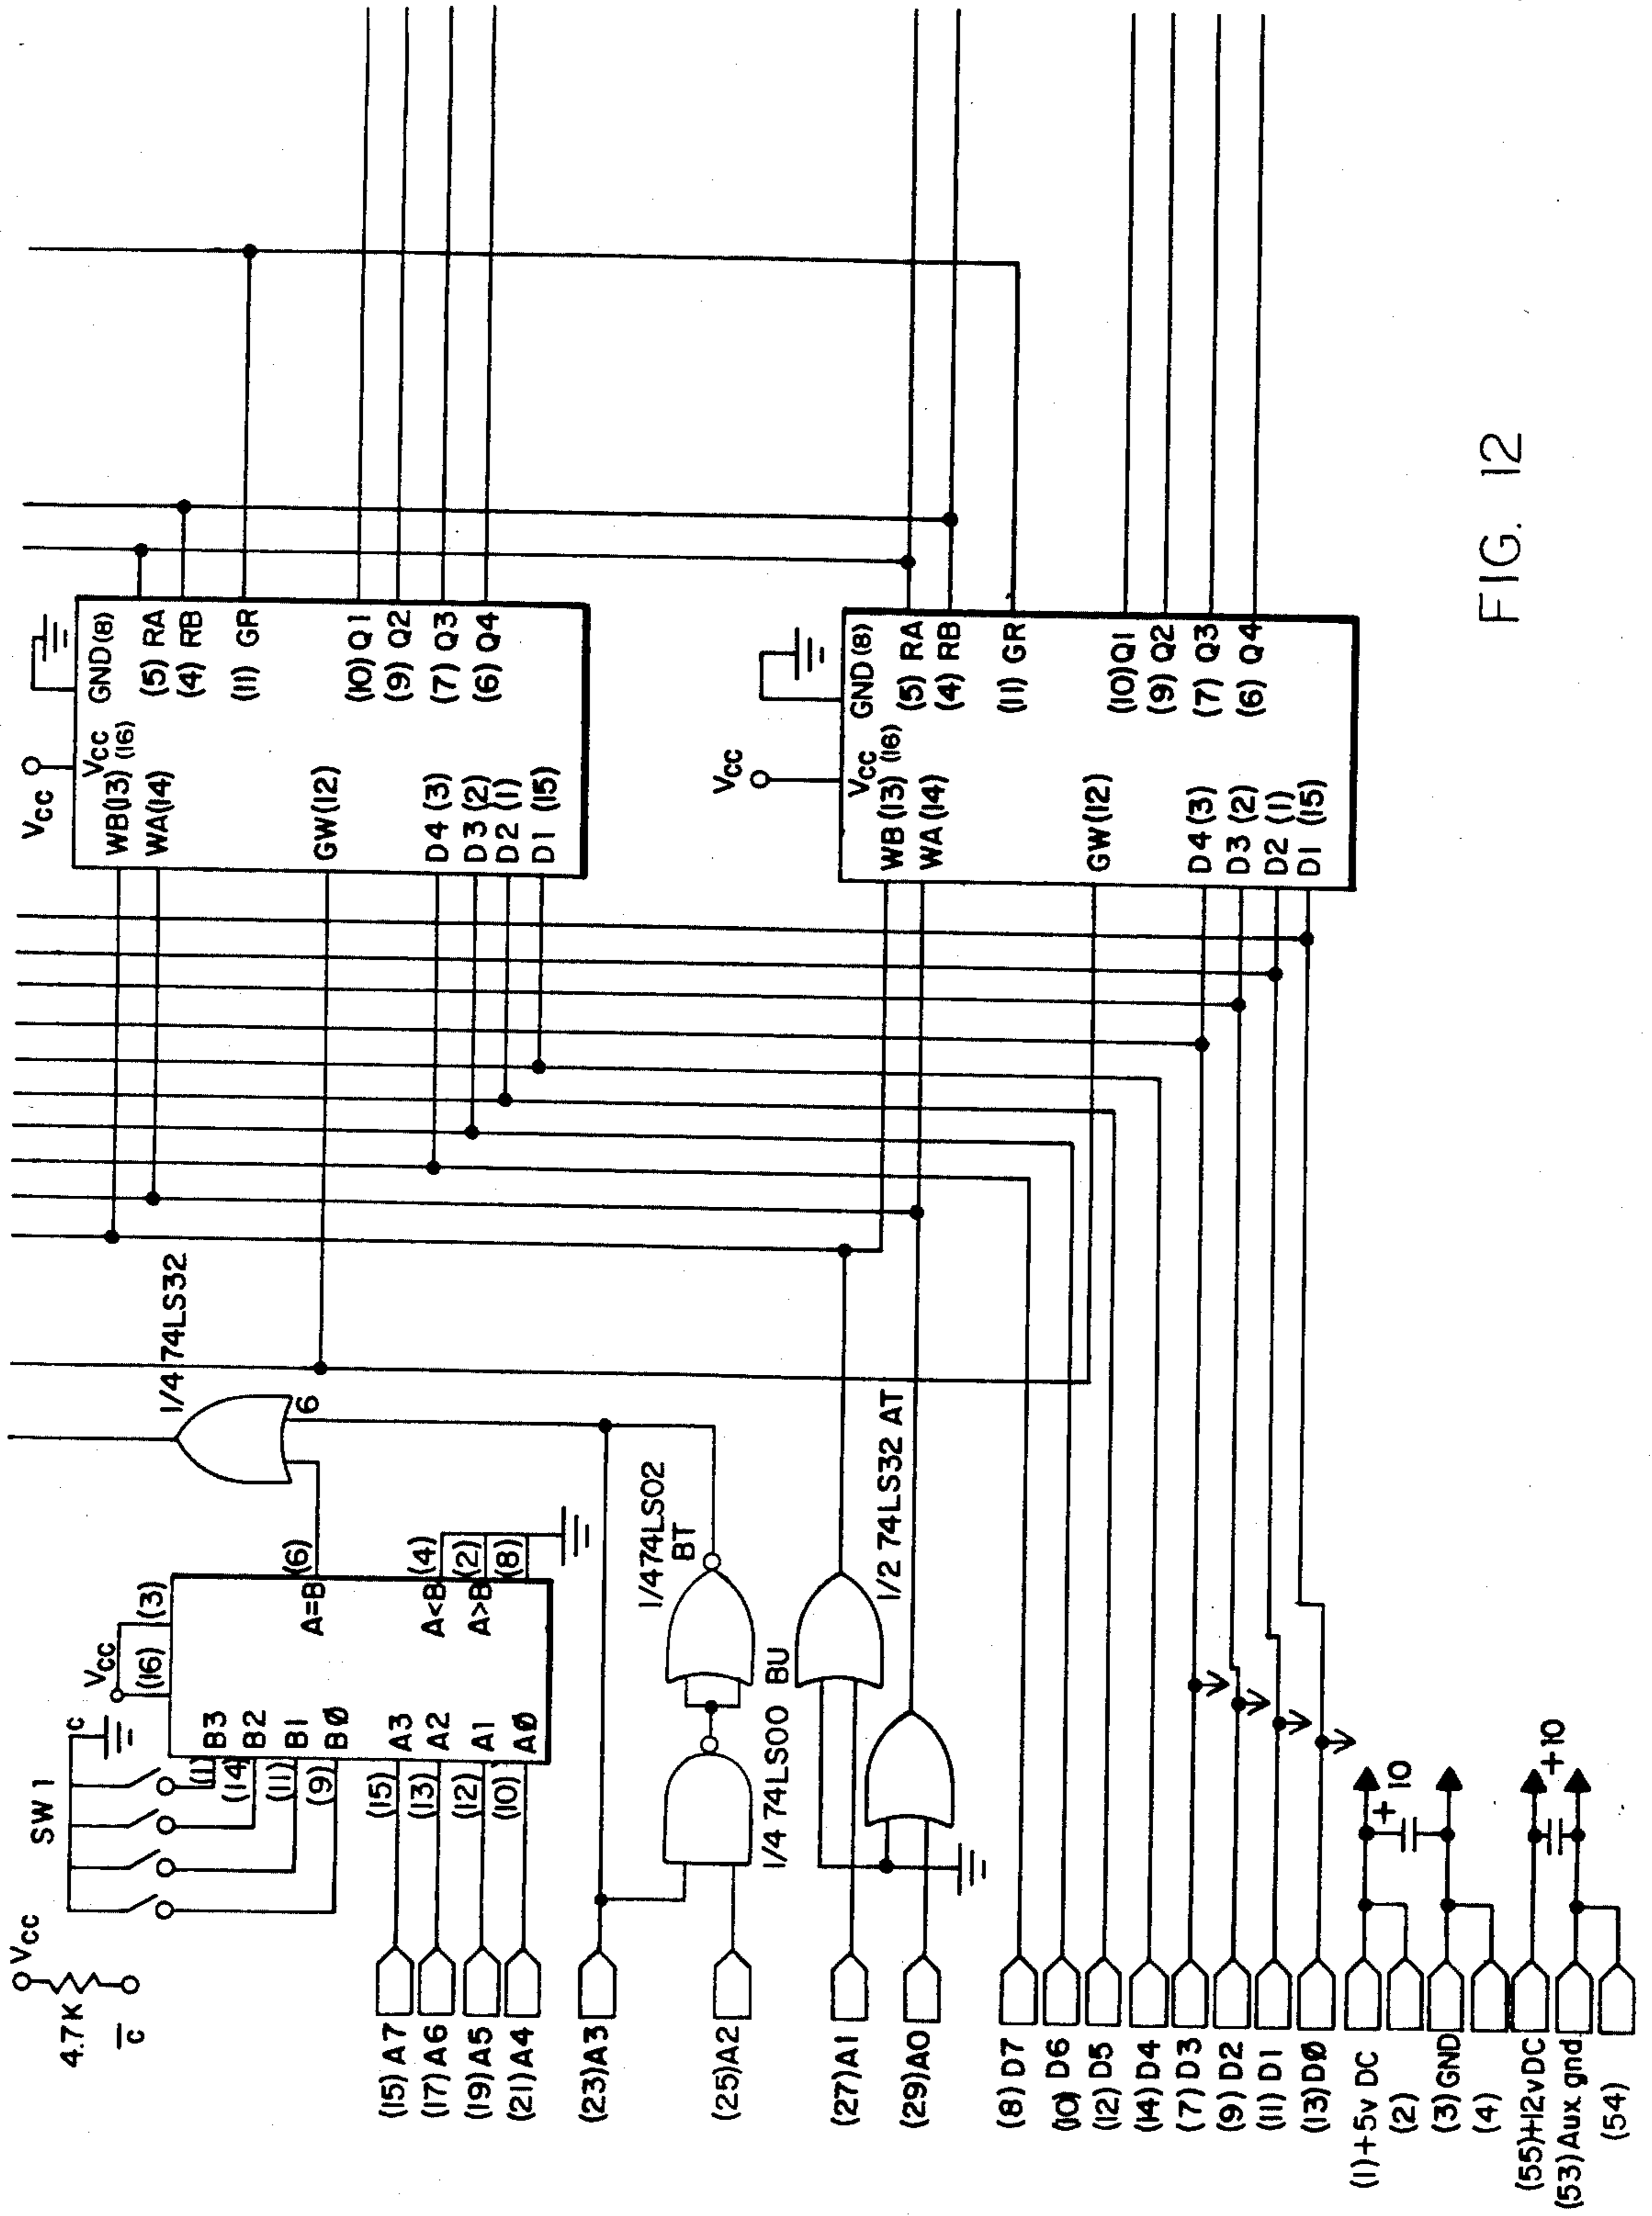 Vcc
4.7K
c
SW 1
c
Vcc
(16)
(3)
(1) B3
(14) B2
(11) B1
(9) BØ
(15) A3
(13) A2
(12) A1
(10) AØ
A=B (6)
A<B (4)
A>B (2)
(8)
6
1/4 74LS32
(15) A7
(17) A6
(19) A5
(21) A4
(23) A3
(25) A2
(27) A1
(29) A0
1/4 74LS00 BU
1/4 74LS02
BT
1/2 74LS32 AT
Vcc
Vcc
(16)
GND (8)
WB (13)
WA (14)
GW (12)
D4 (3)
D3 (2)
D2 (1)
D1 (15)
(5) RA
(4) RB
(11) GR
(10) Q1
(9) Q2
(7) Q3
(6) Q4
Vcc
Vcc
(16)
GND (8)
WB (13)
WA (14)
GW (12)
D4 (3)
D3 (2)
D2 (1)
D1 (15)
(5) RA
(4) RB
(11) GR
(10) Q1
(9) Q2
(7) Q3
(6) Q4
(8) D7
(10) D6
(12) D5
(14) D4
(7) D3
(9) D2
(11) D1
(13) DØ
(1) +5v DC
(2)
(3) GND
(4)
(55) +12v DC
(53) Aux. gnd
(54)
+ 10
+10
FIG. 12